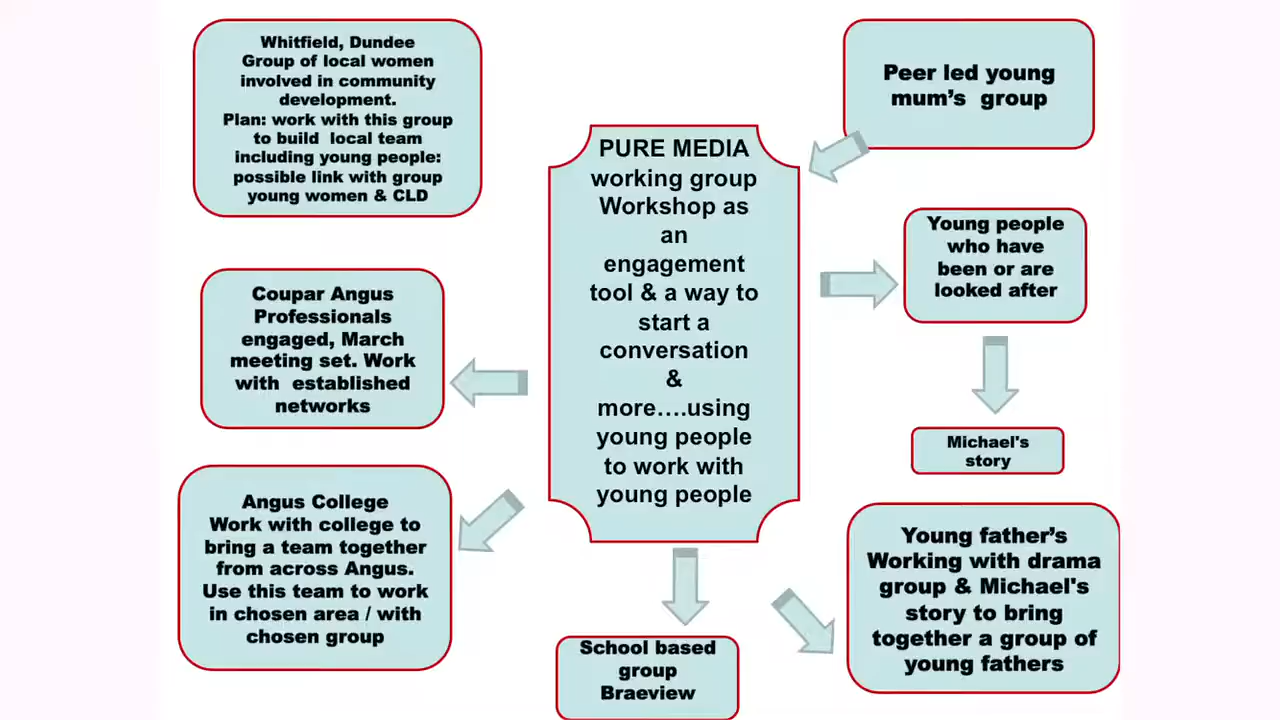 Whitfield, Dundee
Group of local women
involved in community
development.
Plan: work with this group
to build local team
including young people:
possible link with group
young women & CLD
Peer led young
mum's group
PURE MEDIA
working group
Workshop as
an
engagement
tool & a way to
start a
conversation
&
more....using
young people
to work with
young people
Young people
who have
been or are
looked after
Coupar Angus
Professionals
engaged, March
meeting set. Work
with established
networks
Michael's
story
Angus College
Work with college to
bring a team together
from across Angus.
Use this team to work
in chosen area / with
chosen group
Young father's
Working with drama
group & Michael's
story to bring
together a group of
young fathers
School based
group
Braeview